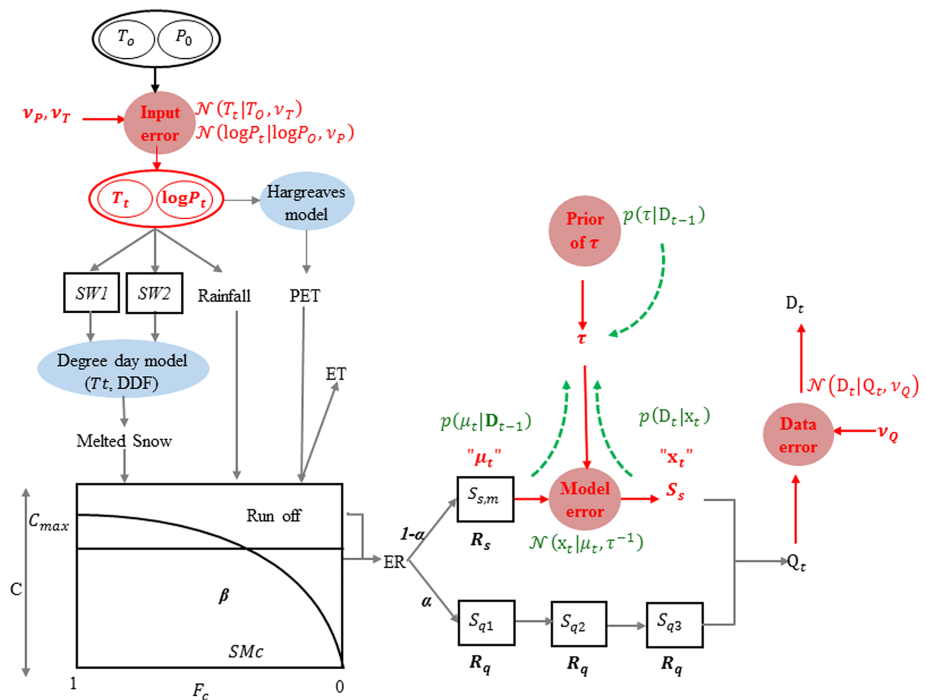 T_o P_0
ν_P, ν_T
Input
error
𝒩(T_t|T_O, ν_T)
𝒩(logP_t|logP_O, ν_P)
T_t logP_t
Hargreaves
model
SW1 SW2 Rainfall PET
Degree day model
(Tt, DDF)
ET
Melted Snow
Prior
of τ
p(τ|D_{t−1})
τ
D_t
𝒩(D_t|Q_t, ν_Q)
Data
error
ν_Q
p(μ_t|D_{t−1}) p(D_t|x_t)
"μ_t" "x_t"
S_{s,m}
Model
error
S_s
R_s
𝒩(x_t|μ_t, τ^{−1})
C_{max}
Run off
1-α
ER
Q_t
C
β
α
S_{q1} S_{q2} S_{q3}
R_q R_q R_q
SMc
1 0
F_c